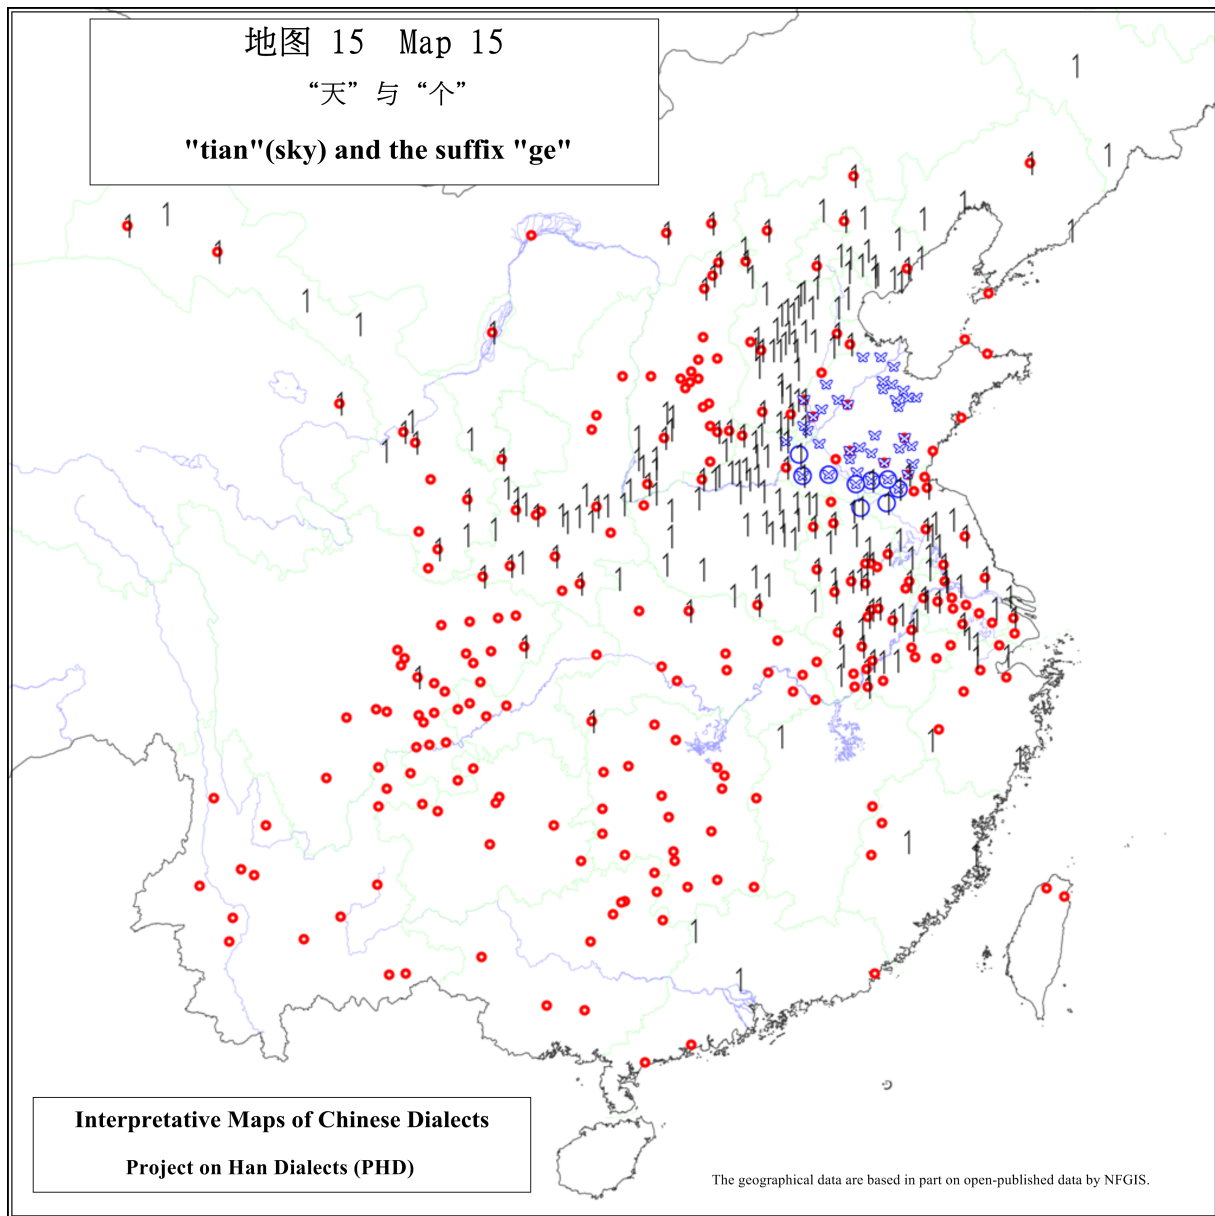 地图 15 Map 15
“天”与“个”
"tian"(sky) and the suffix "ge"
Interpretative Maps of Chinese Dialects
Project on Han Dialects (PHD)
The geographical data are based in part on open-published data by NFGIS.